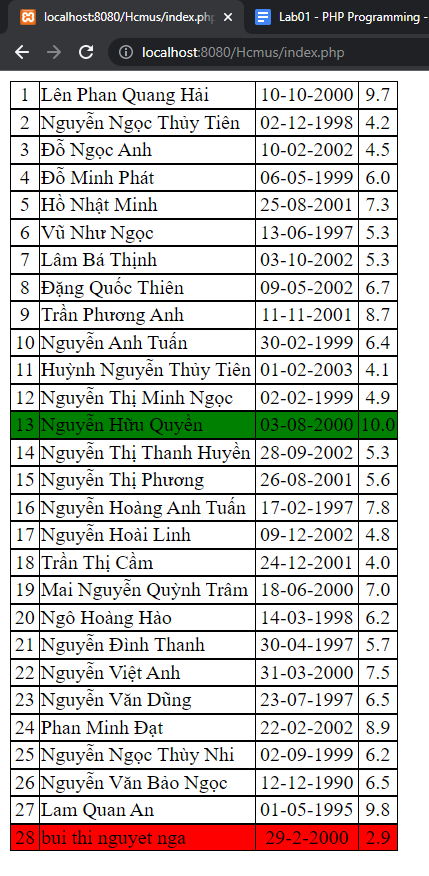 localhost:8080/Hcmus/index.php
Lab01 - PHP Programming -
localhost:8080/Hcmus/index.php
1 Lên Phan Quang Hải 10-10-2000 9.7
2 Nguyễn Ngọc Thủy Tiên 02-12-1998 4.2
3 Đỗ Ngọc Anh 10-02-2002 4.5
4 Đỗ Minh Phát 06-05-1999 6.0
5 Hồ Nhật Minh 25-08-2001 7.3
6 Vũ Như Ngọc 13-06-1997 5.3
7 Lâm Bá Thịnh 03-10-2002 5.3
8 Đặng Quốc Thiên 09-05-2002 6.7
9 Trần Phương Anh 11-11-2001 8.7
10 Nguyễn Anh Tuấn 30-02-1999 6.4
11 Huỳnh Nguyễn Thủy Tiên 01-02-2003 4.1
12 Nguyễn Thị Minh Ngọc 02-02-1999 4.9
13 Nguyễn Hữu Quyền 03-08-2000 10.0
14 Nguyễn Thị Thanh Huyền 28-09-2002 5.3
15 Nguyễn Thị Phương 26-08-2001 5.6
16 Nguyễn Hoàng Anh Tuấn 17-02-1997 7.8
17 Nguyễn Hoài Linh 09-12-2002 4.8
18 Trần Thị Cầm 24-12-2001 4.0
19 Mai Nguyễn Quỳnh Trâm 18-06-2000 7.0
20 Ngô Hoàng Hào 14-03-1998 6.2
21 Nguyễn Đình Thanh 30-04-1997 5.7
22 Nguyễn Việt Anh 31-03-2000 7.5
23 Nguyễn Văn Dũng 23-07-1997 6.5
24 Phan Minh Đạt 22-02-2002 8.9
25 Nguyễn Ngọc Thùy Nhi 02-09-1999 6.2
26 Nguyễn Văn Bảo Ngọc 12-12-1990 6.5
27 Lam Quan An 01-05-1995 9.8
28 bui thi nguyet nga 29-2-2000 2.9